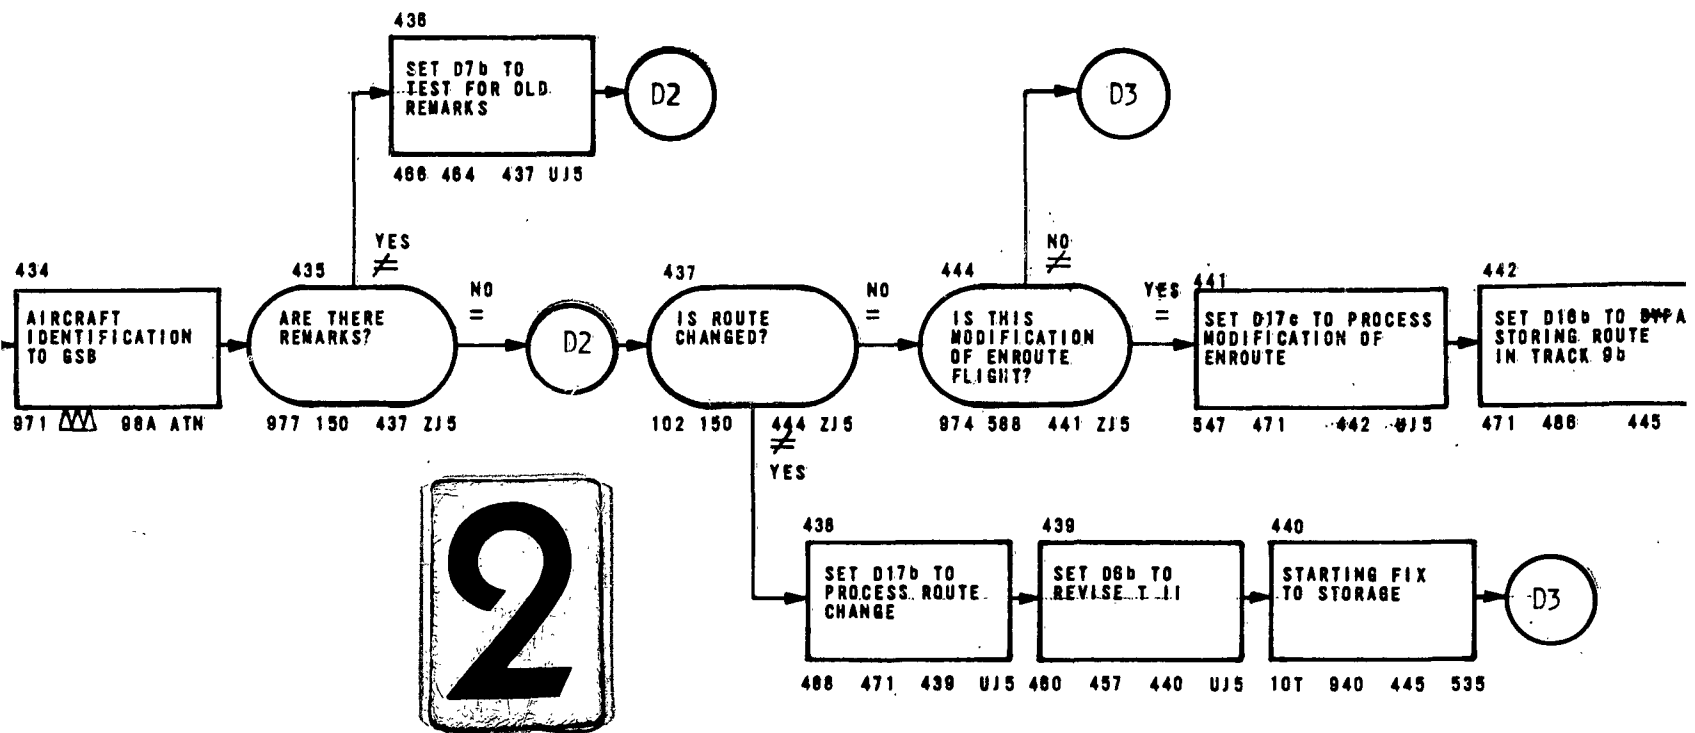 436
SET D7b TO
TEST FOR OLD
REMARKS
466 464 437 UJ5
D2
D3
YES
≠
434
AIRCRAFT
IDENTIFICATION
TO GSB
971 98A ATN
435
ARE THERE
REMARKS?
977 150 437 ZJ5
NO
=
D2
437
IS ROUTE
CHANGED?
102 150 444 ZJ5
≠
YES
NO
=
444
IS THIS
MODIFICATION
OF ENROUTE
FLIGHT?
974 588 441 ZJ5
NO
≠
YES
=
441
SET D17c TO PROCESS
MODIFICATION OF
ENROUTE
547 471 442 UJ5
442
SET D16b TO
STORING ROUTE
IN TRACK 9b
471 486 445
2
438
SET D17b TO
PROCESS ROUTE
CHANGE
468 471 439 UJ5
439
SET D6b TO
REVISE T 11
460 457 440 UJ5
440
STARTING FIX
TO STORAGE
10T 940 445 535
D3